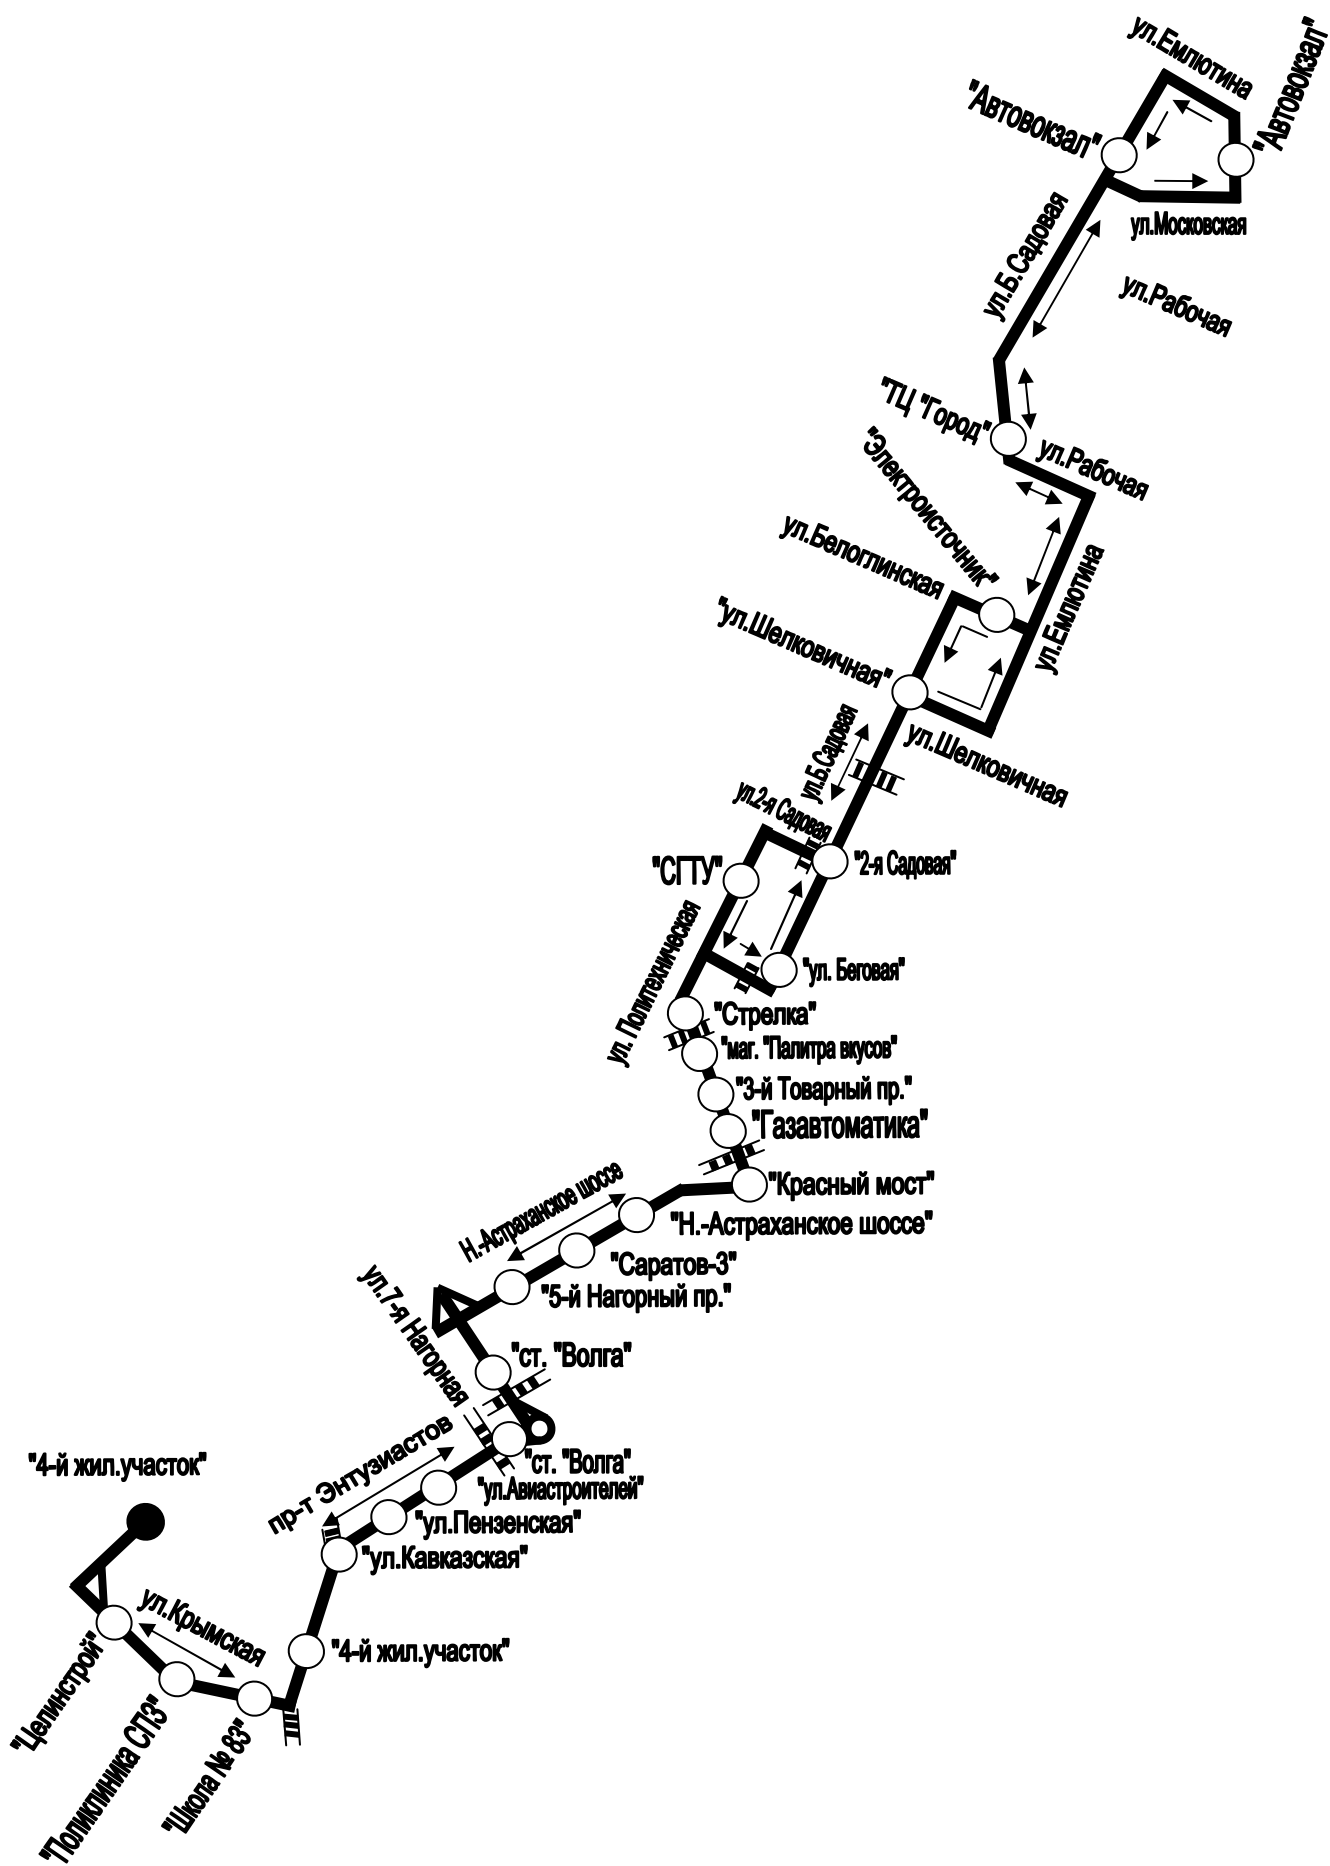 ул.Емлютина
"Автовокзал"
"Автовокзал"
ул.Московская
ул.Б.Садовая
ул.Рабочая
"ТЦ "Город"
ул.Рабочая
"Электроисточник"
ул.Белоглинская
ул.Емлютина
"ул.Шелковичная"
ул.Шелковичная
ул.Б.Садовая
ул.2-я Садовая
"2-я Садовая"
"СГТУ"
ул. Политехническая
"ул. Беговая"
"Стрелка"
"маг. "Палитра вкусов"
"3-й Товарный пр."
"Газавтоматика"
"Красный мост"
Н.-Астраханское шоссе
"Н.-Астраханское шоссе"
"Саратов-3"
"5-й Нагорный пр."
ул.7-я Нагорная
"ст. "Волга"
пр-т Энтузиастов
"ст. "Волга"
"ул.Авиастроителей"
"ул.Пензенская"
"ул.Кавказская"
"4-й жил.участок"
ул.Крымская
"4-й жил.участок"
"Целинстрой"
"Поликлиника СПЗ"
"Школа № 83"